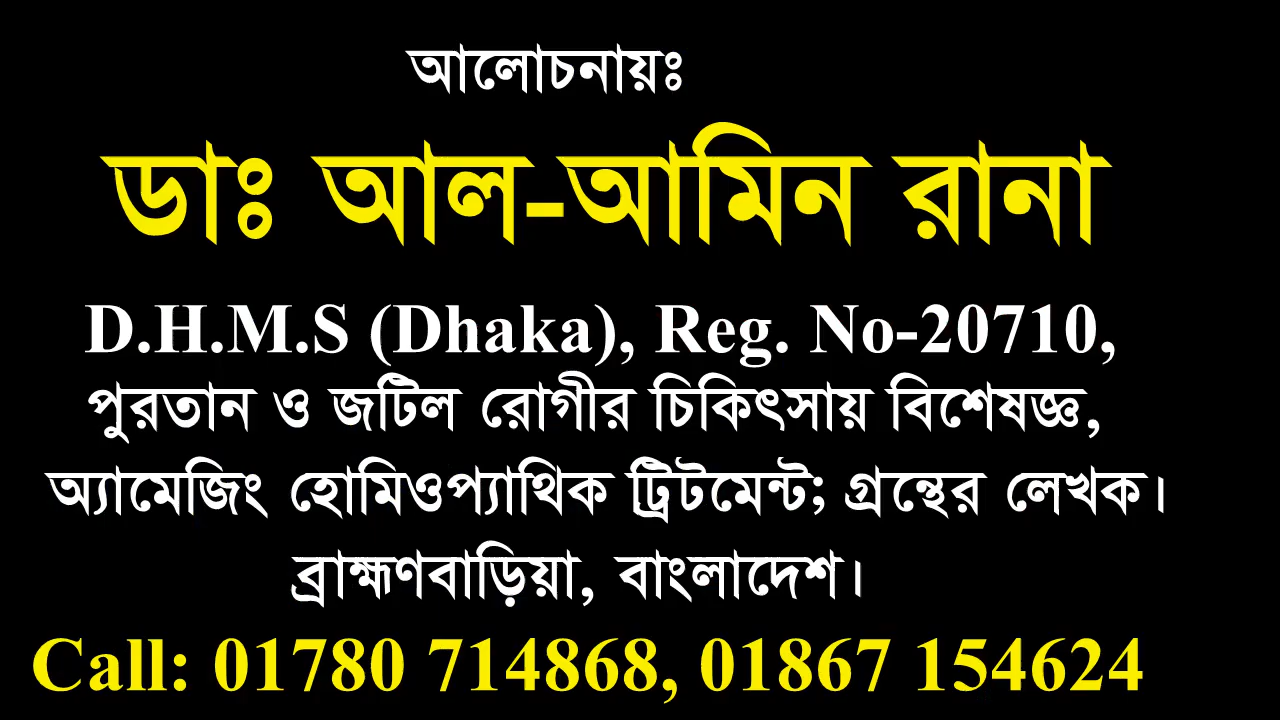 আলোচনায়ঃ
ডাঃ আল-আমিন রানা
D.H.M.S (Dhaka), Reg. No-20710,
পুরতান ও জটিল রোগীর চিকিৎসায় বিশেষজ্ঞ,
অ্যামেজিং হোমিওপ্যাথিক ট্রিটমেন্ট; গ্রন্থের লেখক।
ব্রাহ্মণবাড়িয়া, বাংলাদেশ।
Call: 01780 714868, 01867 154624